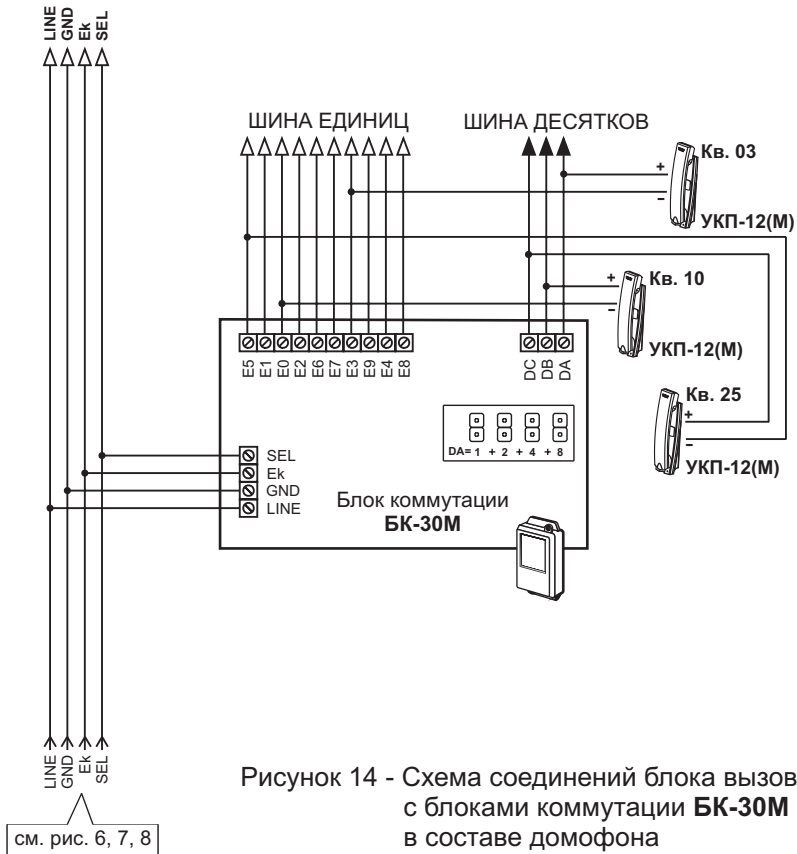 LINE
GND
Ek
SEL
ШИНА ЕДИНИЦ
ШИНА ДЕСЯТКОВ
+
–
Кв. 03
УКП-12(М)
+
–
Кв. 10
УКП-12(М)
Кв. 25
+
–
УКП-12(М)
E5 E1 E0 E2 E6 E7 E3 E9 E4 E8
DC DB DA
DA= 1 + 2 + 4 + 8
SEL
Ek
GND
LINE
Блок коммутации
БК-30М
LINE
GND
Ek
SEL
см. рис. 6, 7, 8
Рисунок 14 - Схема соединений блока вызов
с блоками коммутации БК-30М
в составе домофона